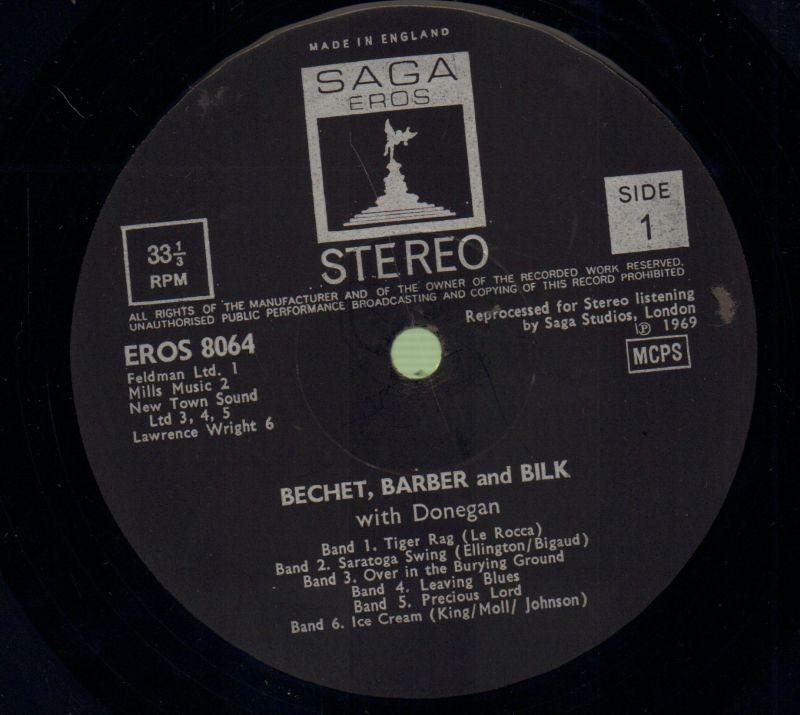 MADE IN ENGLAND
SAGA
EROS
SIDE
1
33 1/3
RPM
STEREO
ALL RIGHTS OF THE MANUFACTURER AND OF THE OWNER OF THE RECORDED WORK RESERVED.
UNAUTHORISED PUBLIC PERFORMANCE BROADCASTING AND COPYING OF THIS RECORD PROHIBITED
EROS 8064
Feldman Ltd. 1
Mills Music 2
New Town Sound
Ltd 3, 4, 5
Lawrence Wright 6
Reprocessed for Stereo listening
by Saga Studios, London
Ⓟ 1969
MCPS
BECHET, BARBER and BILK
with Donegan
Band 1. Tiger Rag (Le Rocca)
Band 2. Saratoga Swing (Ellington/Bigaud)
Band 3. Over in the Burying Ground
Band 4. Leaving Blues
Band 5. Precious Lord
Band 6. Ice Cream (King/Moll/ Johnson)